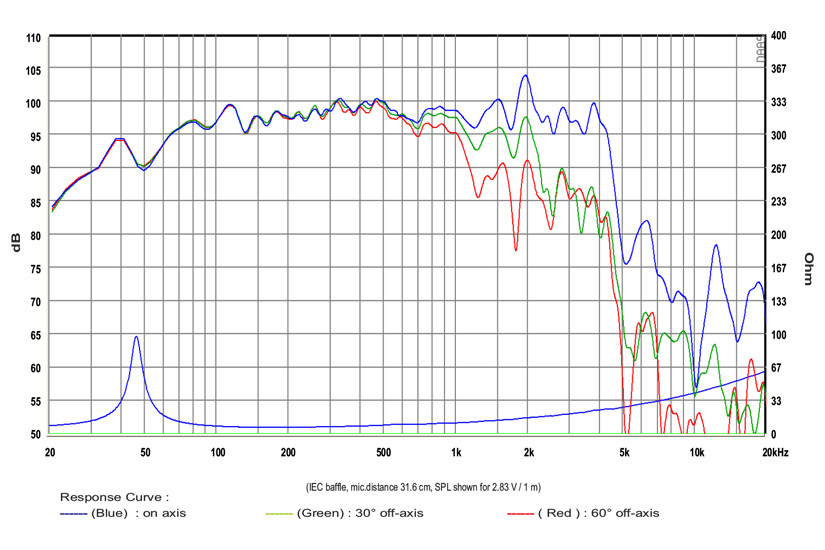 110 400
105 367
100 333
95 300
90 267
85 233
80 200
75 167
70 133
65 100
60 67
55 33
50 0
dB
Ohm
DAAS
20 50 100 200 500 1k 2k 5k 10k 20kHz
(IEC baffle, mic.distance 31.6 cm, SPL shown for 2.83 V / 1 m)
Response Curve :
(Blue) : on axis (Green) : 30° off-axis ( Red ) : 60° off-axis